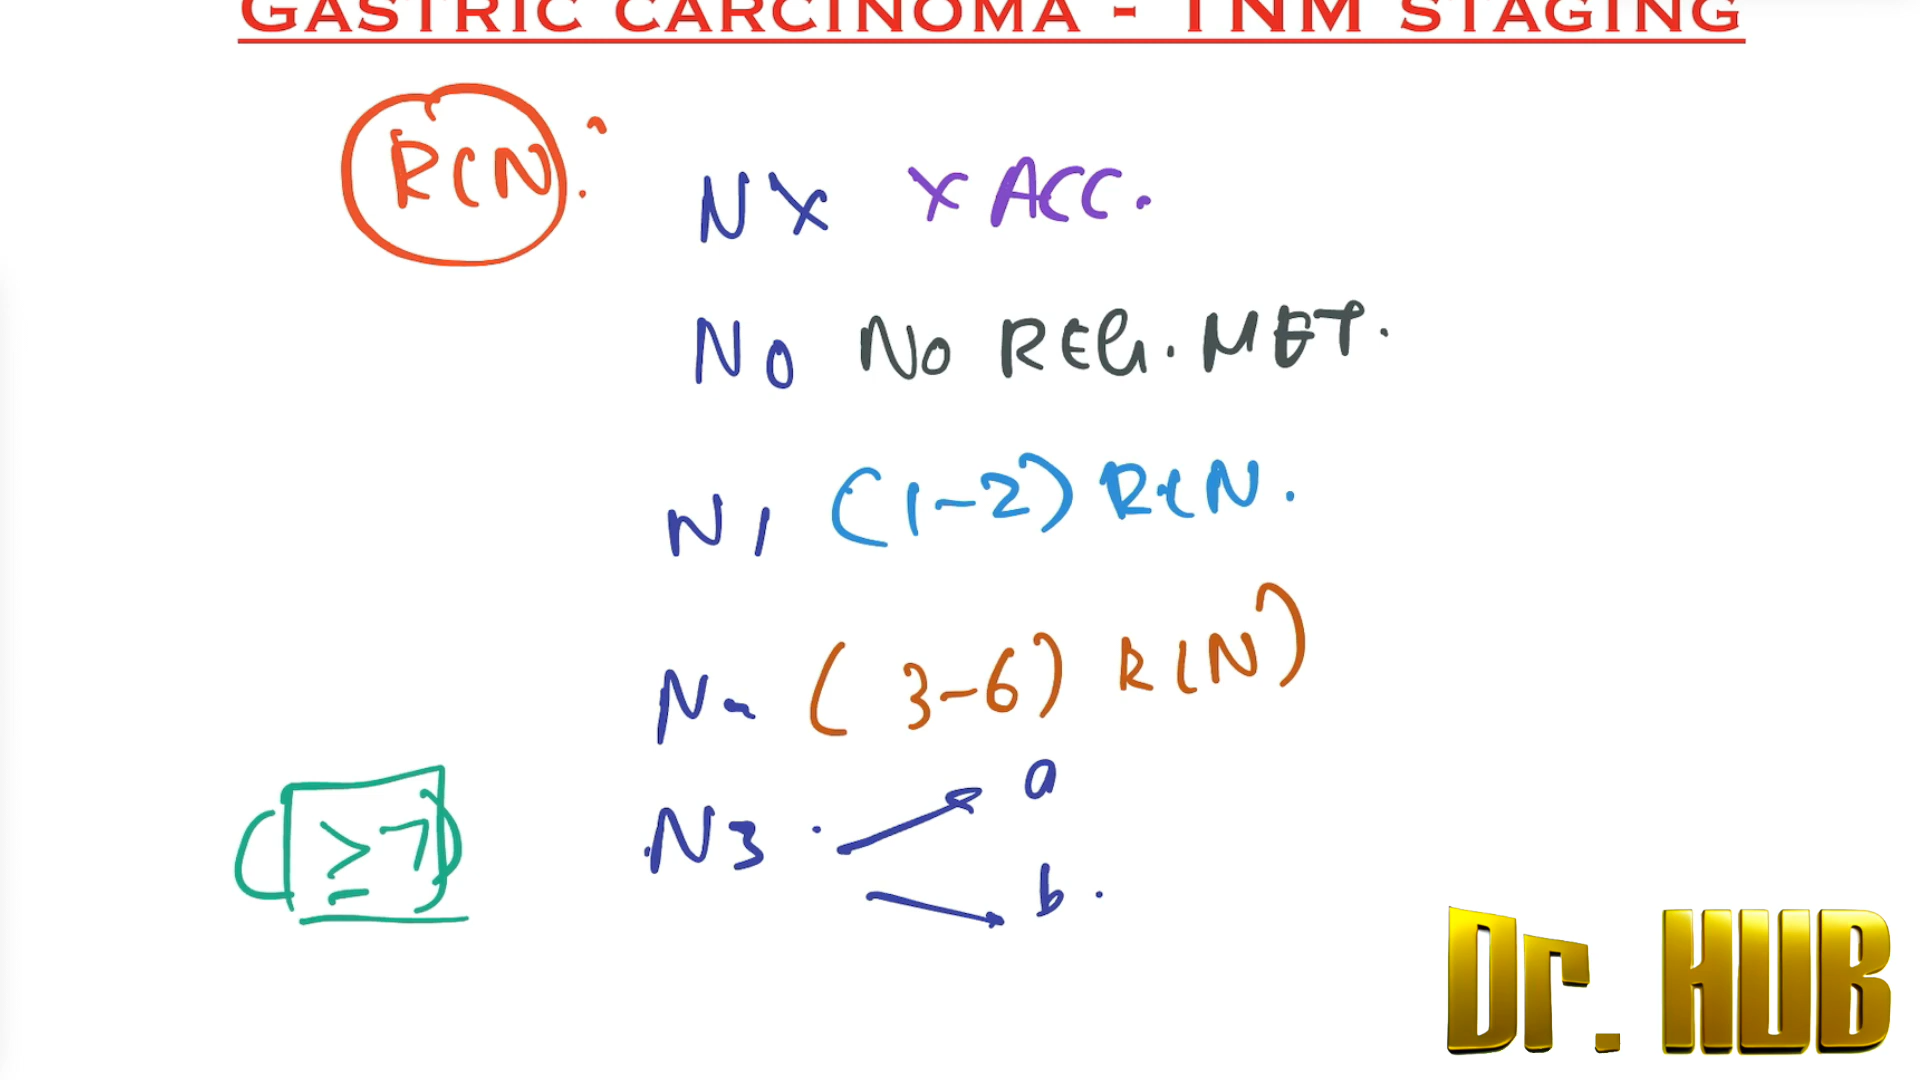 GASTRIC CARCINOMA - TNM STAGING
RLN:
NX X ACC.
N0 NO REG. MET.
N1 (1-2) RLN.
N2 (3-6) RLN)
N3 a
b.
(≥7)
Dr. HUB